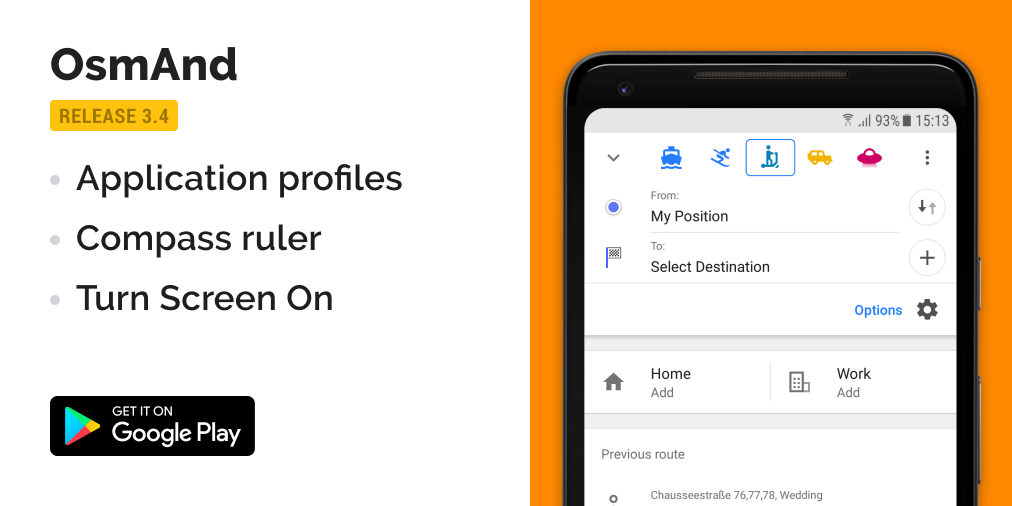 OsmAnd
RELEASE 3.4
Application profiles
Compass ruler
Turn Screen On
GET IT ON
Google Play
93% 15:13
From:
My Position
To:
Select Destination
Options
Home
Add
Work
Add
Previous route
Chausseestraße 76,77,78, Wedding